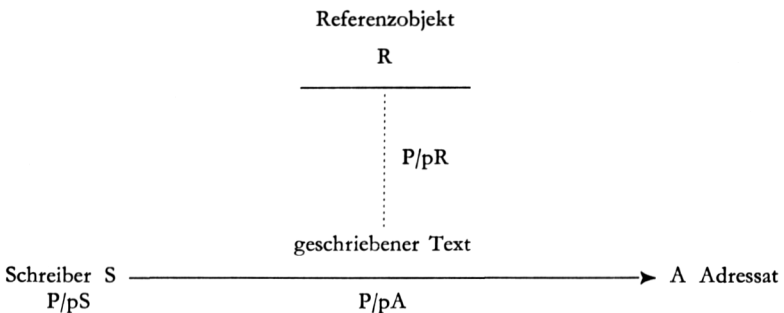 Referenzobjekt
R
P/pR
geschriebener Text
Schreiber S A Adressat
P/pS P/pA